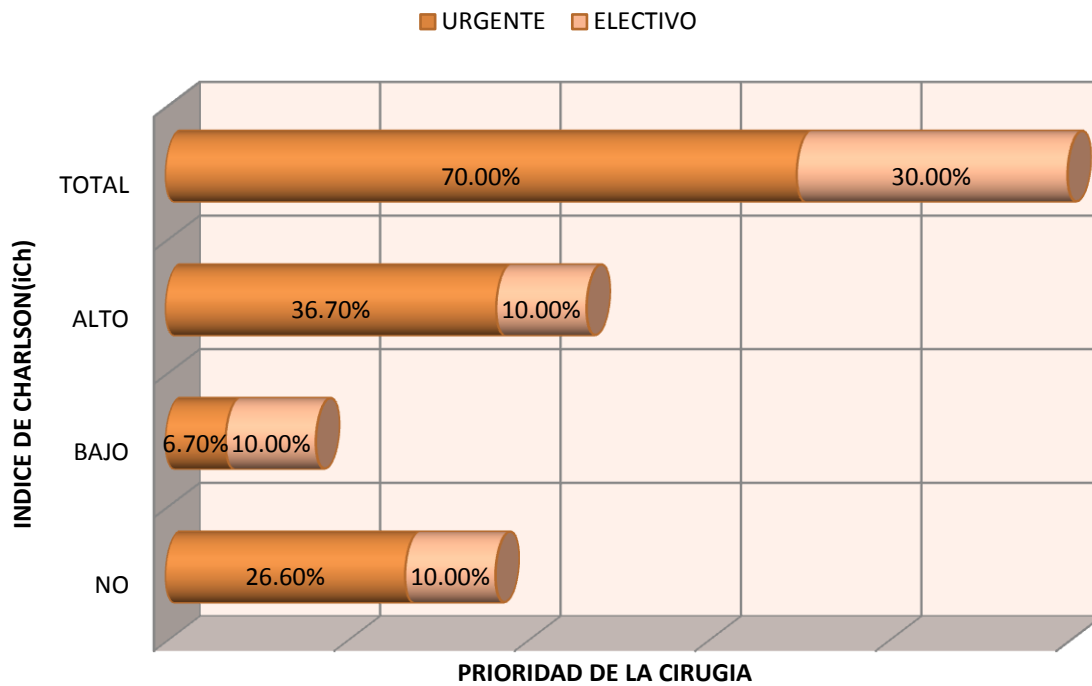 URGENTE ELECTIVO
TOTAL 70.00% 30.00%
ALTO 36.70% 10.00%
BAJO 6.70% 10.00%
NO 26.60% 10.00%
INDICE DE CHARLSON(iCh)
PRIORIDAD DE LA CIRUGIA